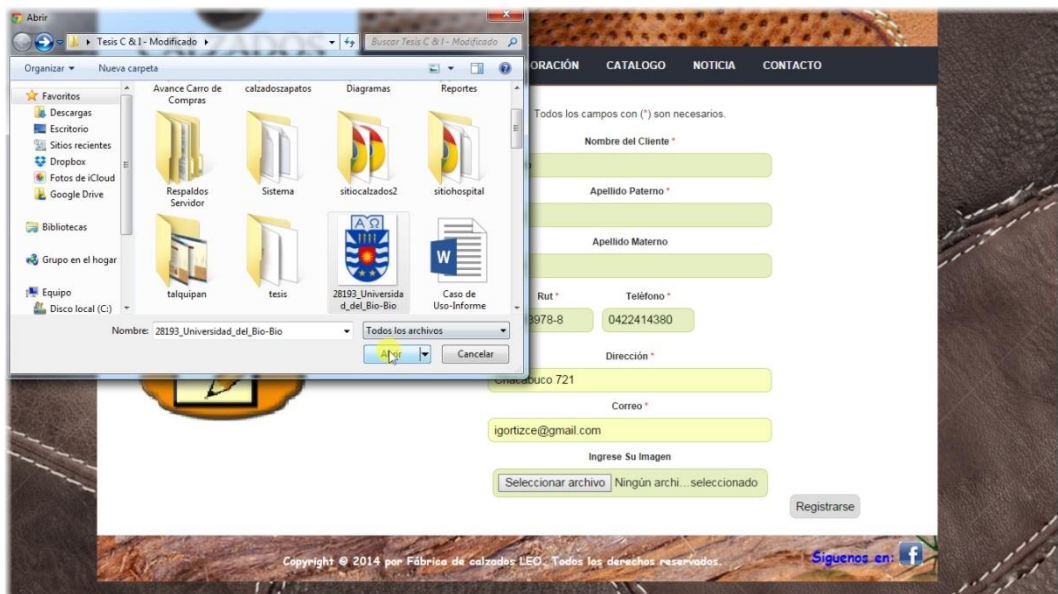 Abrir
Tesis C & I - Modificado
Buscar Tesis C & I - Modificado
Organizar
Nueva carpeta
Favoritos
Descargas
Escritorio
Sitios recientes
Dropbox
Fotos de iCloud
Google Drive
Bibliotecas
Grupo en el hogar
Equipo
Disco local (C:)
Avance Carro de
Compras
calzadoszapatos
Diagramas
Reportes
Respaldos
Servidor
Sistema
sitiocalzados2
sitiohospital
talquipan
tesis
ΑΩ
28193_Universida
d_del_Bio-Bio
W
Caso de
Uso-Informe
Nombre: 28193_Universidad_del_Bio-Bio
Todos los archivos
Abrir
Cancelar
CALZADOS
ORACIÓN CATALOGO NOTICIA CONTACTO
Todos los campos con (*) son necesarios.
Nombre del Cliente *
Apellido Paterno *
Apellido Materno
Rut * Teléfono *
8978-8 0422414380
Dirección *
Chacabuco 721
Correo *
igortizce@gmail.com
Ingrese Su Imagen
Seleccionar archivo Ningún archi...seleccionado
Registrarse
Copyright © 2014 por Fábrica de calzados LEO. Todos los derechos reservados.
Siguenos en: f